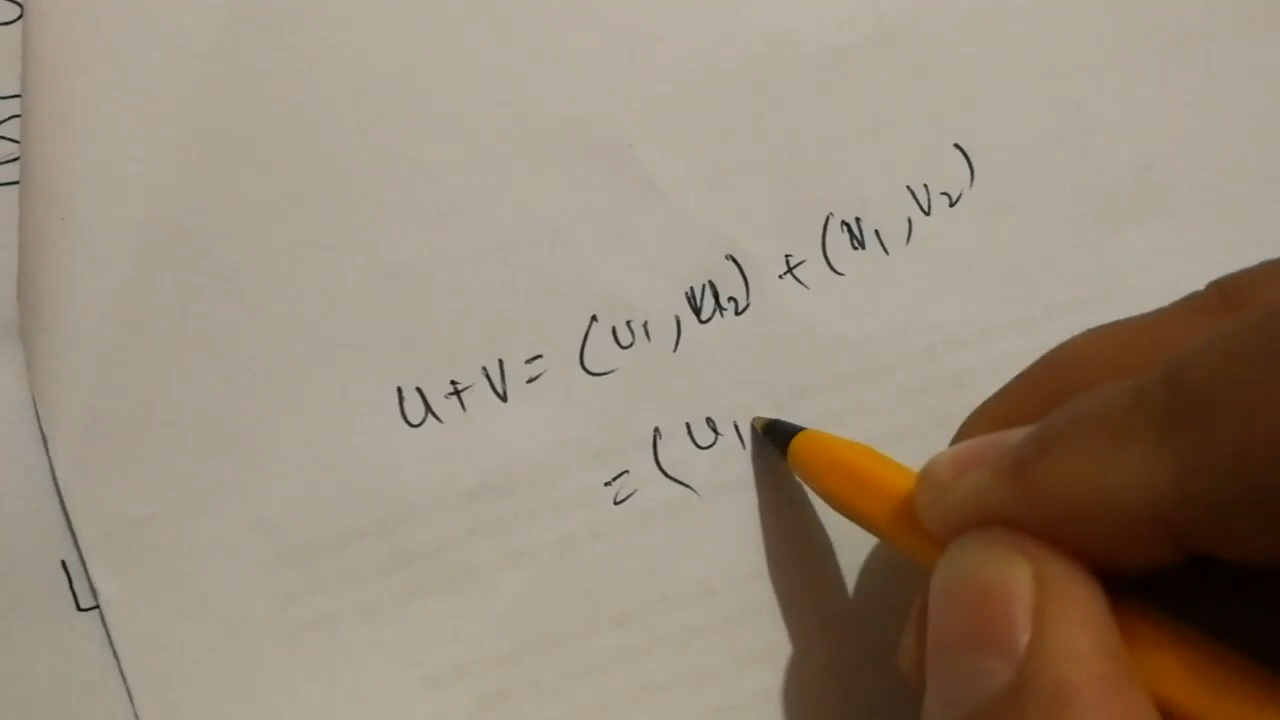 u+v = (u1, u2) + (v1, v2)
= (u1
L